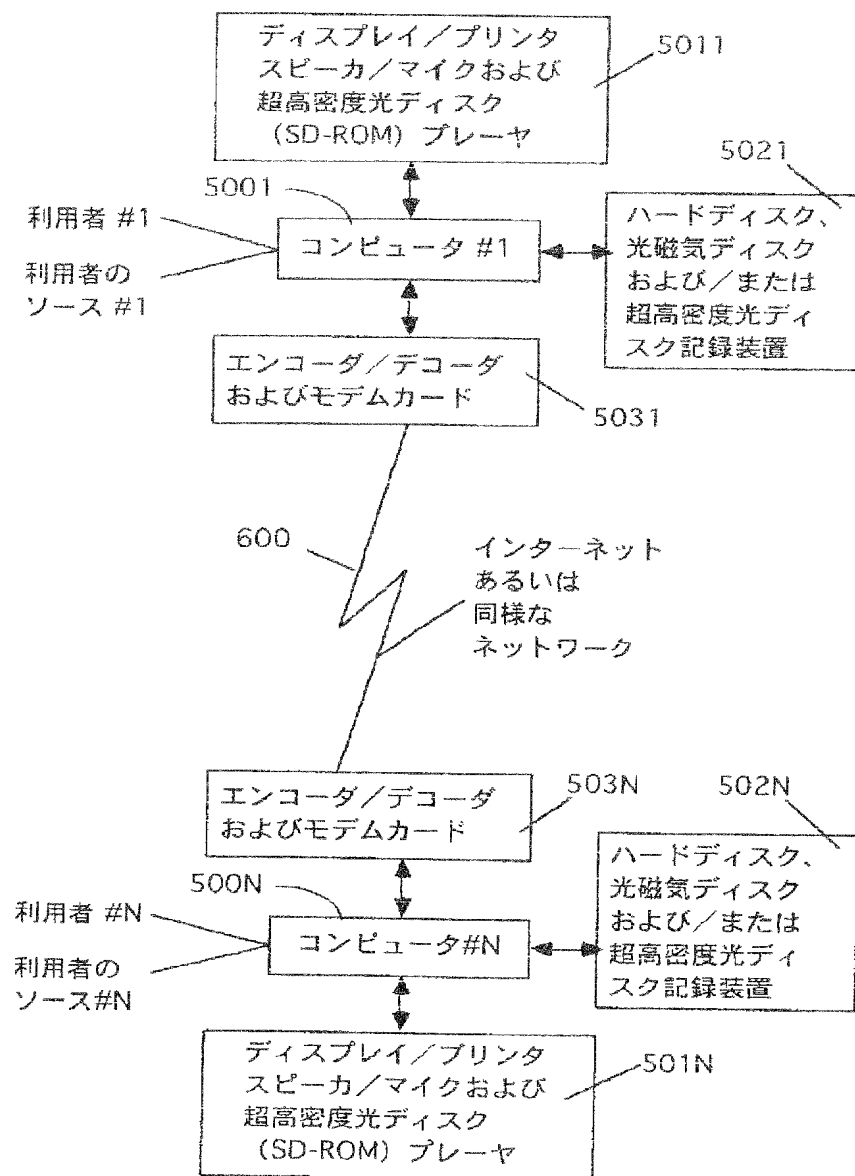 ディスプレイ／プリンタ
スピーカ／マイクおよび
超高密度光ディスク
（SD-ROM）プレーヤ
5011
5001
5021
利用者 #1
利用者の
ソース #1
コンピュータ #1
ハードディスク、
光磁気ディスク
および／または
超高密度光ディ
スク記録装置
エンコーダ／デコーダ
およびモデムカード
5031
600
インターネット
あるいは
同様な
ネットワーク
エンコーダ／デコーダ
およびモデムカード
503N
502N
500N
利用者 #N
利用者の
ソース#N
コンピュータ#N
ハードディスク、
光磁気ディスク
および／または
超高密度光ディ
スク記録装置
ディスプレイ／プリンタ
スピーカ／マイクおよび
超高密度光ディスク
（SD-ROM）プレーヤ
501N